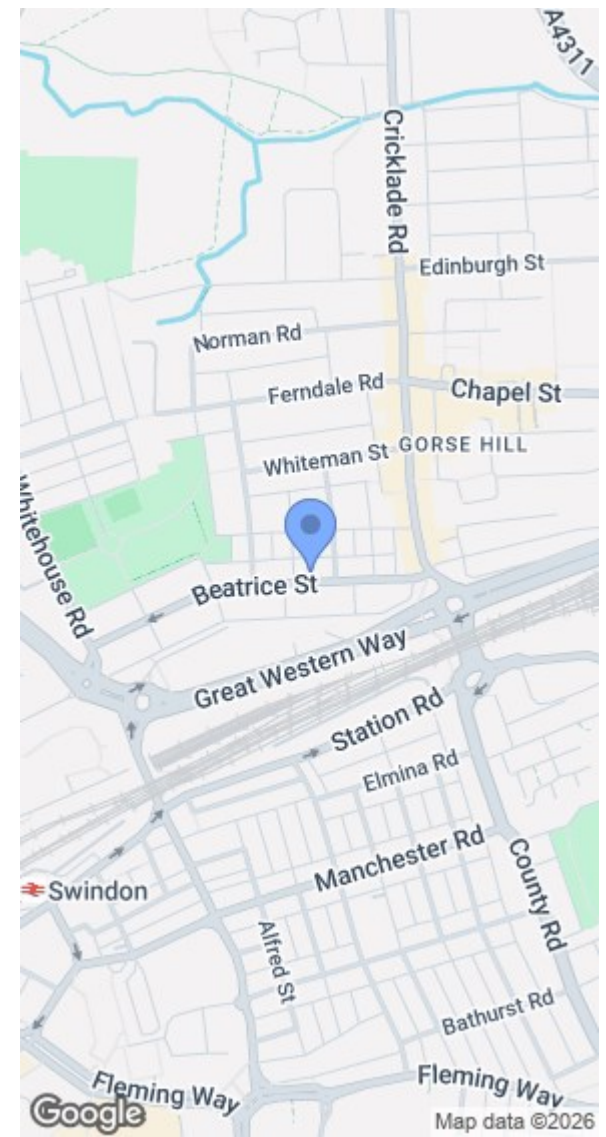 A4311
Cricklade Rd
Edinburgh St
Norman Rd
Ferndale Rd
Chapel St
Whiteman St
GORSE HILL
Whitehouse Rd
Beatrice St
Great Western Way
Station Rd
Elmina Rd
Manchester Rd
County Rd
Swindon
Alfred St
Bathurst Rd
Fleming Way
Fleming Way
Google
Map data ©2026